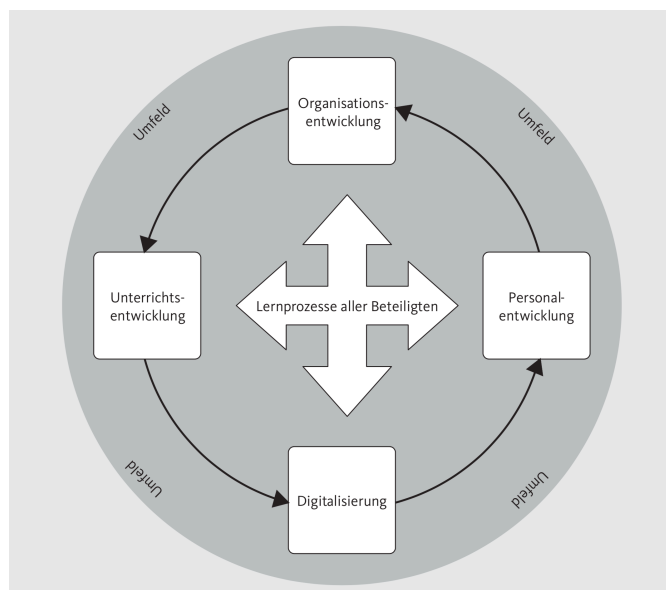 Organisations-
entwicklung
Umfeld
Umfeld
Unterrichts-
entwicklung
Lernprozesse aller Beteiligten
Personal-
entwicklung
Umfeld
Umfeld
Digitalisierung